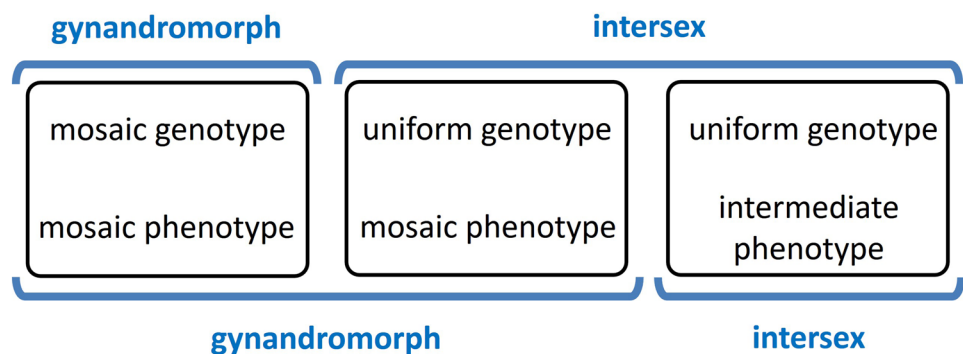 gynandromorph
intersex
mosaic genotype
mosaic phenotype
uniform genotype
mosaic phenotype
uniform genotype
intermediate
phenotype
gynandromorph
intersex